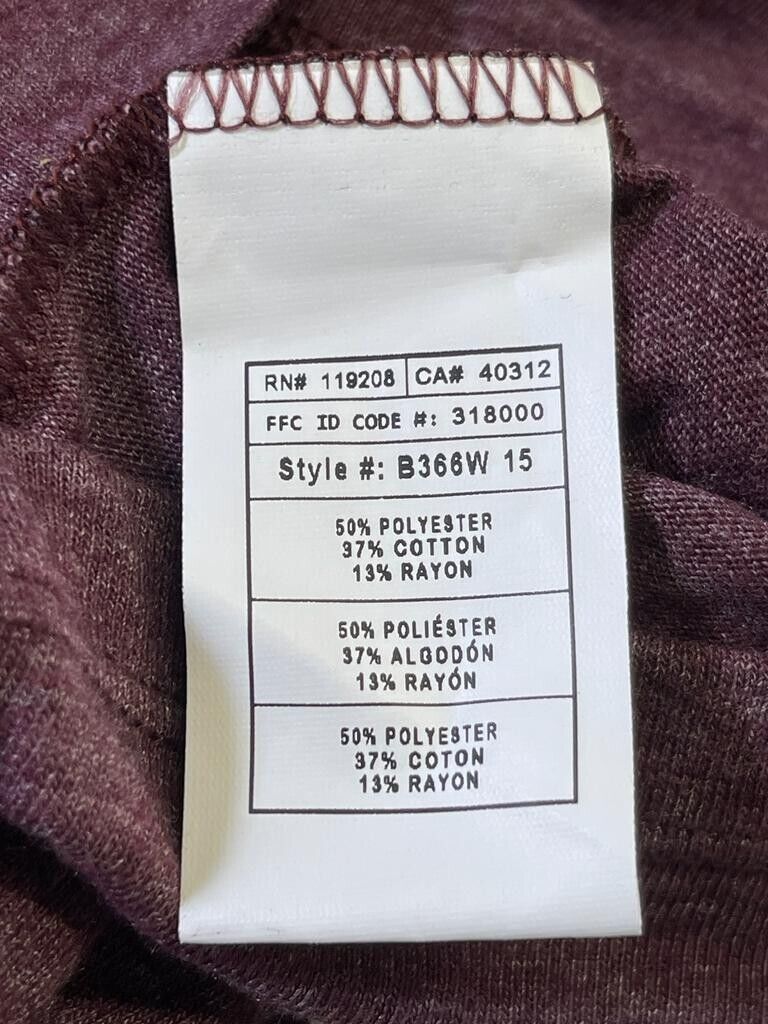 RN# 119208 CA# 40312
FFC ID CODE #: 318000
Style #: B366W 15
50% POLYESTER
37% COTTON
13% RAYON
50% POLIÉSTER
37% ALGODÓN
13% RAYÓN
50% POLYESTER
37% COTON
13% RAYON